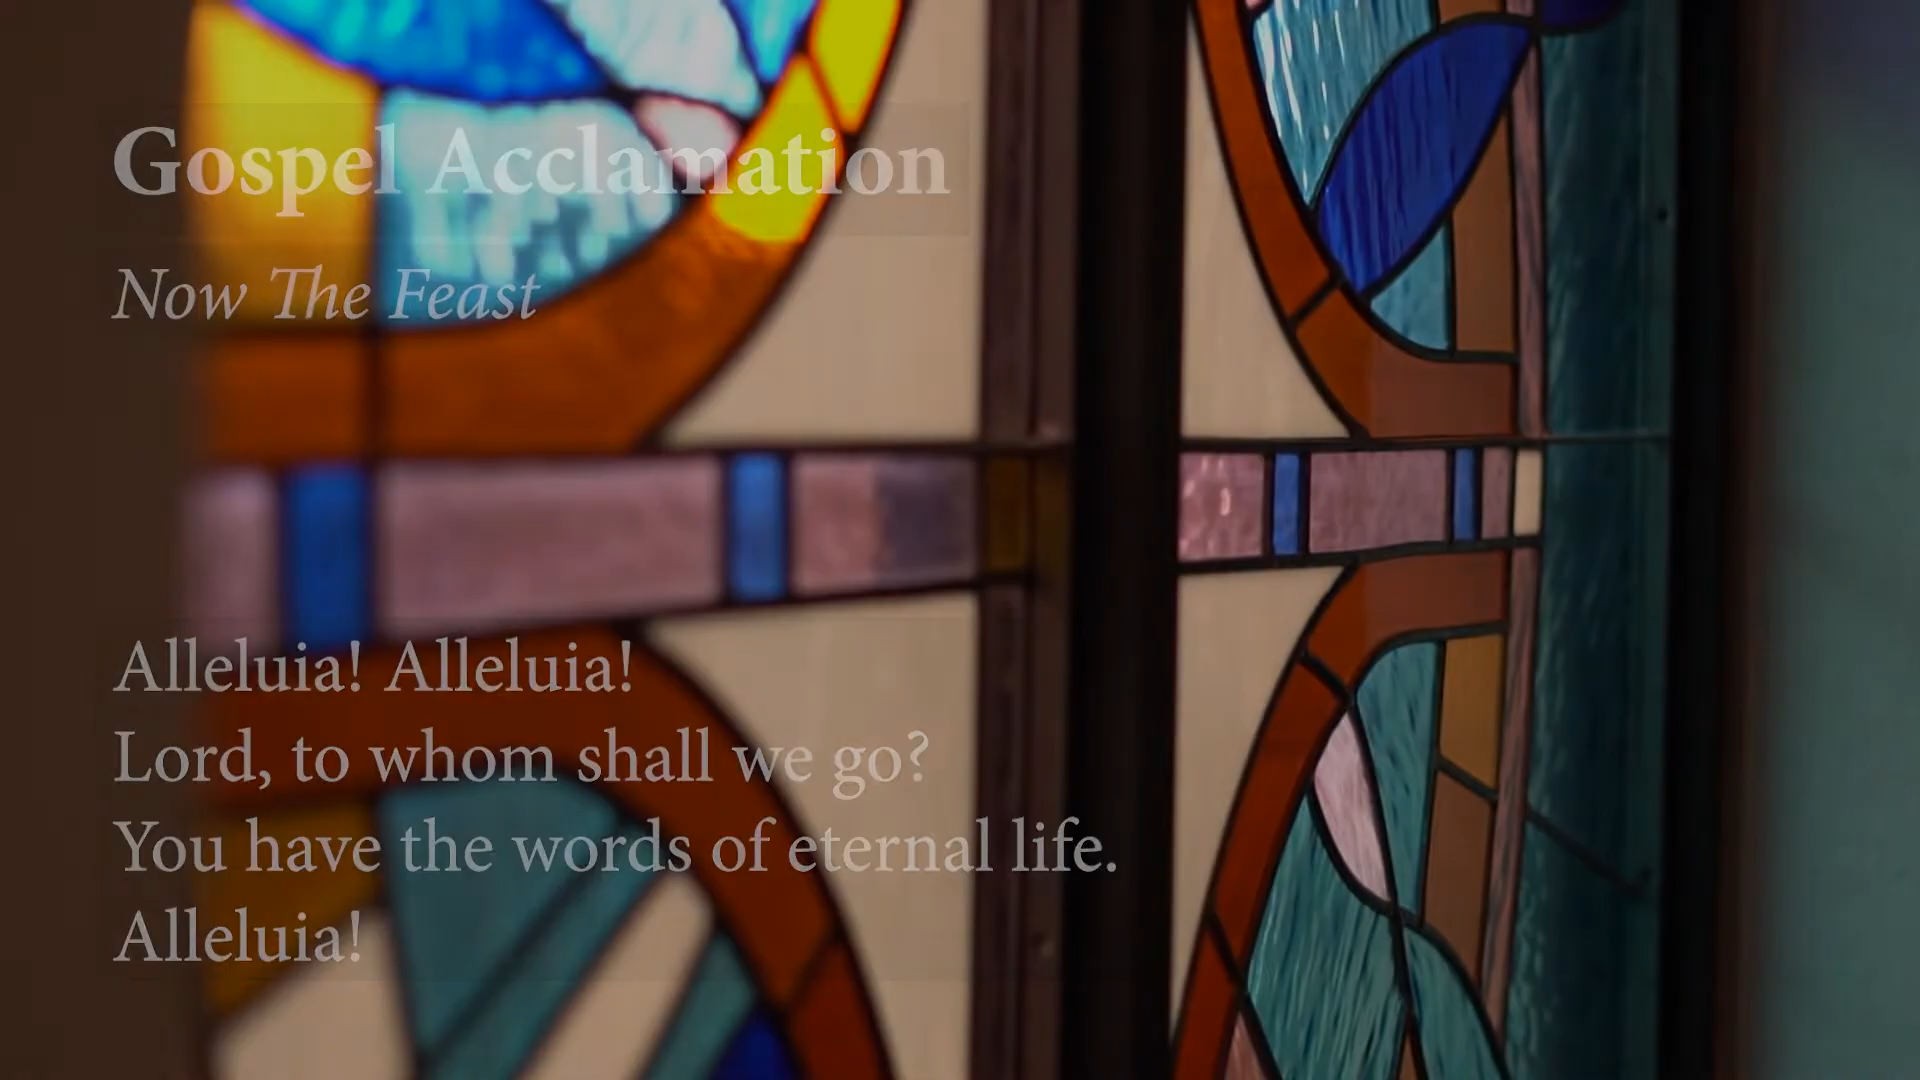 Gospel Acclamation
Now The Feast
Alleluia! Alleluia!
Lord, to whom shall we go?
You have the words of eternal life.
Alleluia!